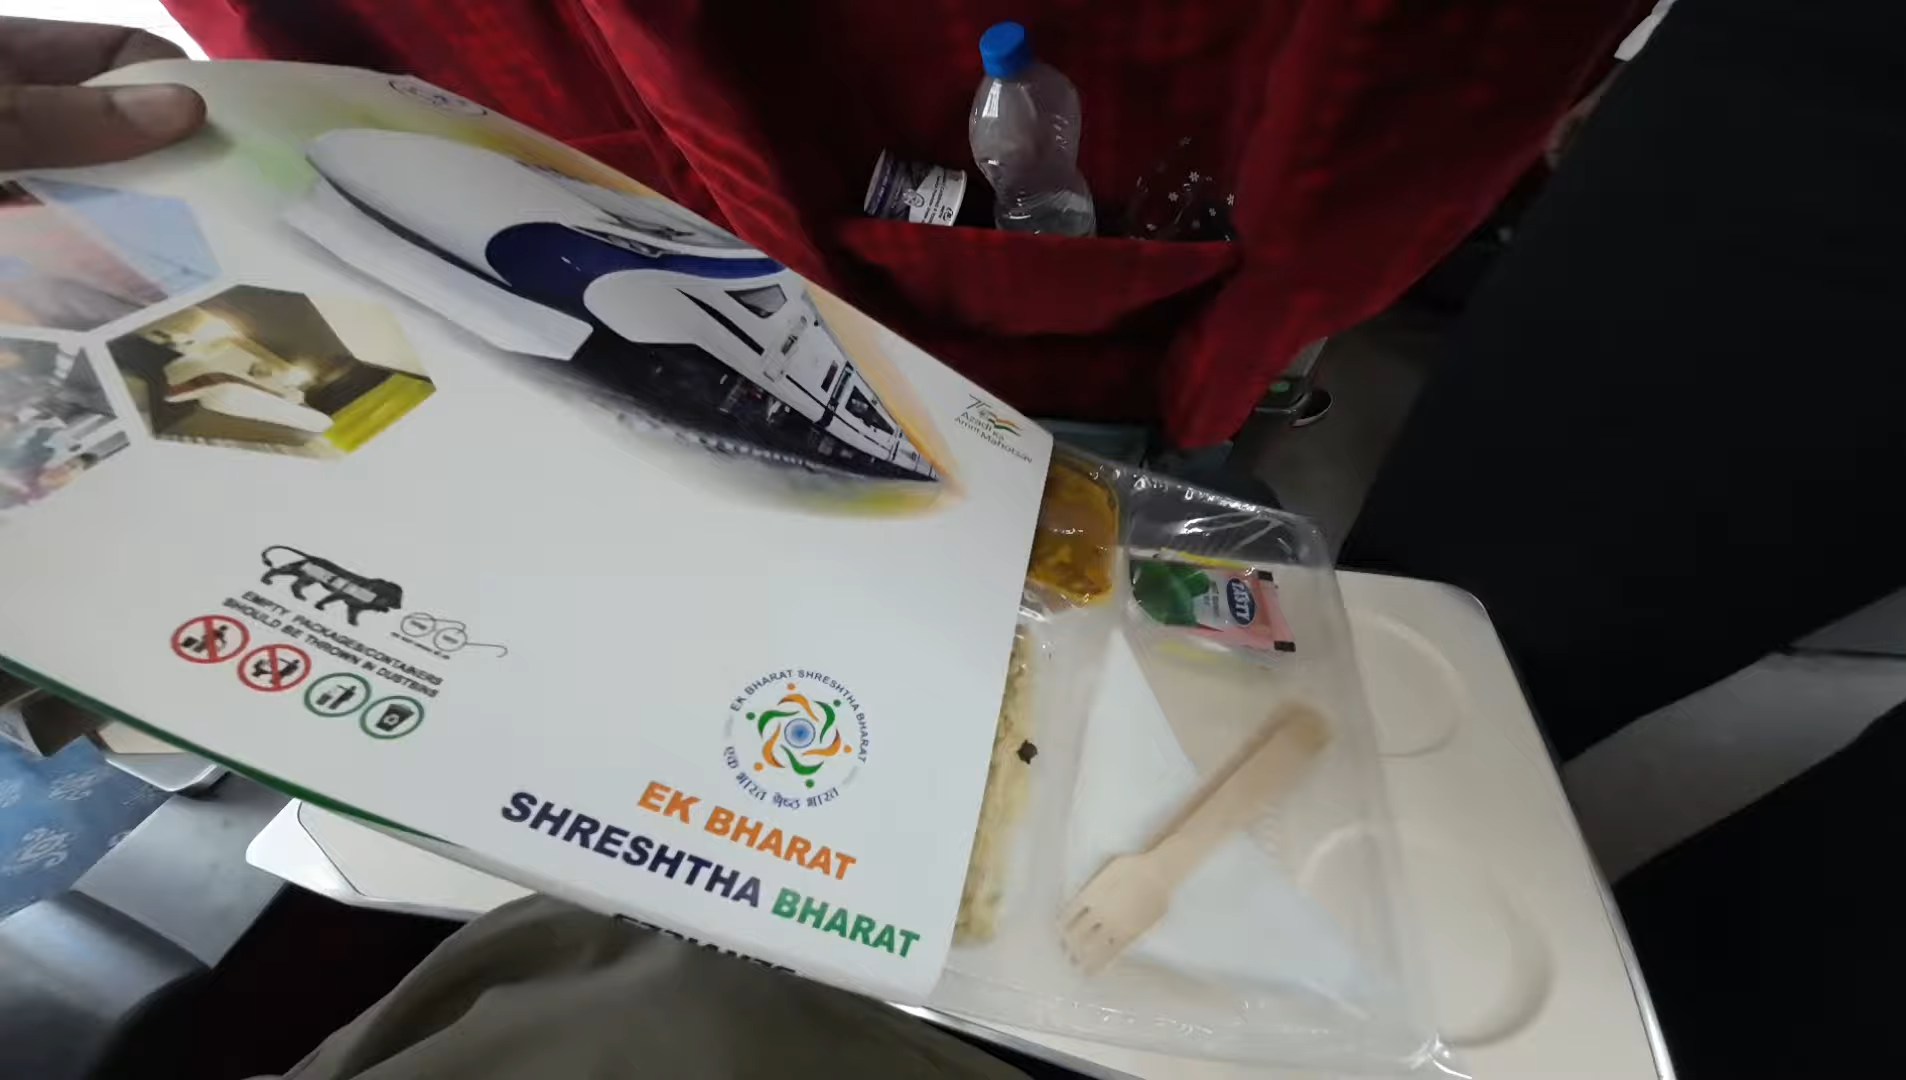 Azadi Ka
Amrit Mahotsav
EMPTY PACKAGES/CONTAINERS
SHOULD BE THROWN IN DUSTBINS
EK BHARAT SHRESHTHA BHARAT
एक भारत श्रेष्ठ भारत
EK BHARAT
SHRESHTHA BHARAT
TASTY